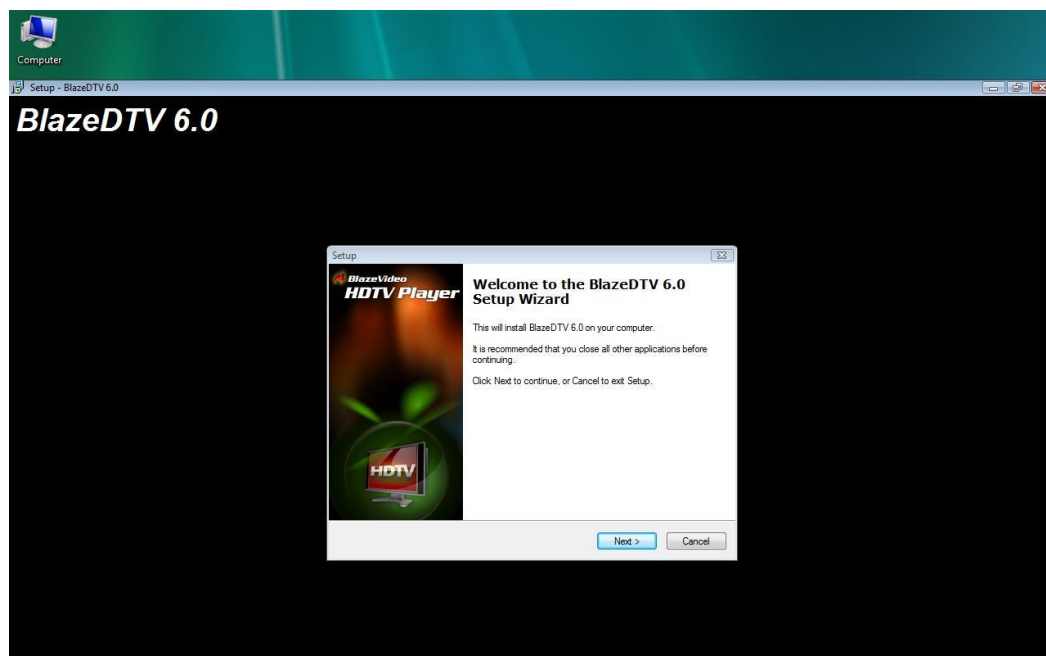 Computer
Setup - BlazeDTV 6.0
BlazeDTV 6.0
Setup
BlazeVideo
HDTV Player
HDTV
Welcome to the BlazeDTV 6.0
Setup Wizard
This will install BlazeDTV 6.0 on your computer.
It is recommended that you close all other applications before
continuing.
Click Next to continue, or Cancel to exit Setup.
Next >
Cancel